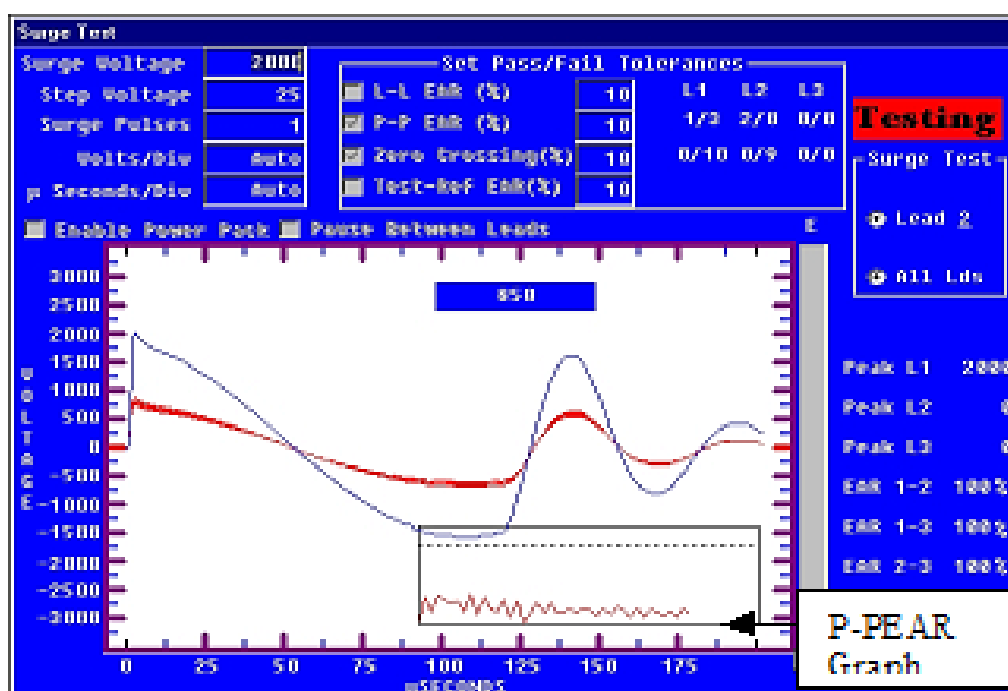 Surge Test
Surge Voltage 2000
Step Voltage 25
Surge Pulses 1
Volts/Div Auto
µ Seconds/Div Auto
Set Pass/Fail Tolerances
L-L EAR (%) 10 L1 L2 L3
P-P EAR (%) 10 1/3 2/0 0/0
Zero Crossing(%) 10 0/10 0/9 0/0
Test-Ref EAR(%) 10
Testing
Surge Test
Lead 2
All Lds
Enable Power Pack Pause Between Leads E
850
3000
2500
2000
1500
1000
500
0
-500
-1000
-1500
-2000
-2500
-3000
VOLTAGE
0 25 50 75 100 125 150 175
µSECONDS
Peak L1 2000
Peak L2 0
Peak L3 0
EAR 1-2 100%
EAR 1-3 100%
EAR 2-3 100%
P-PEAR
Graph